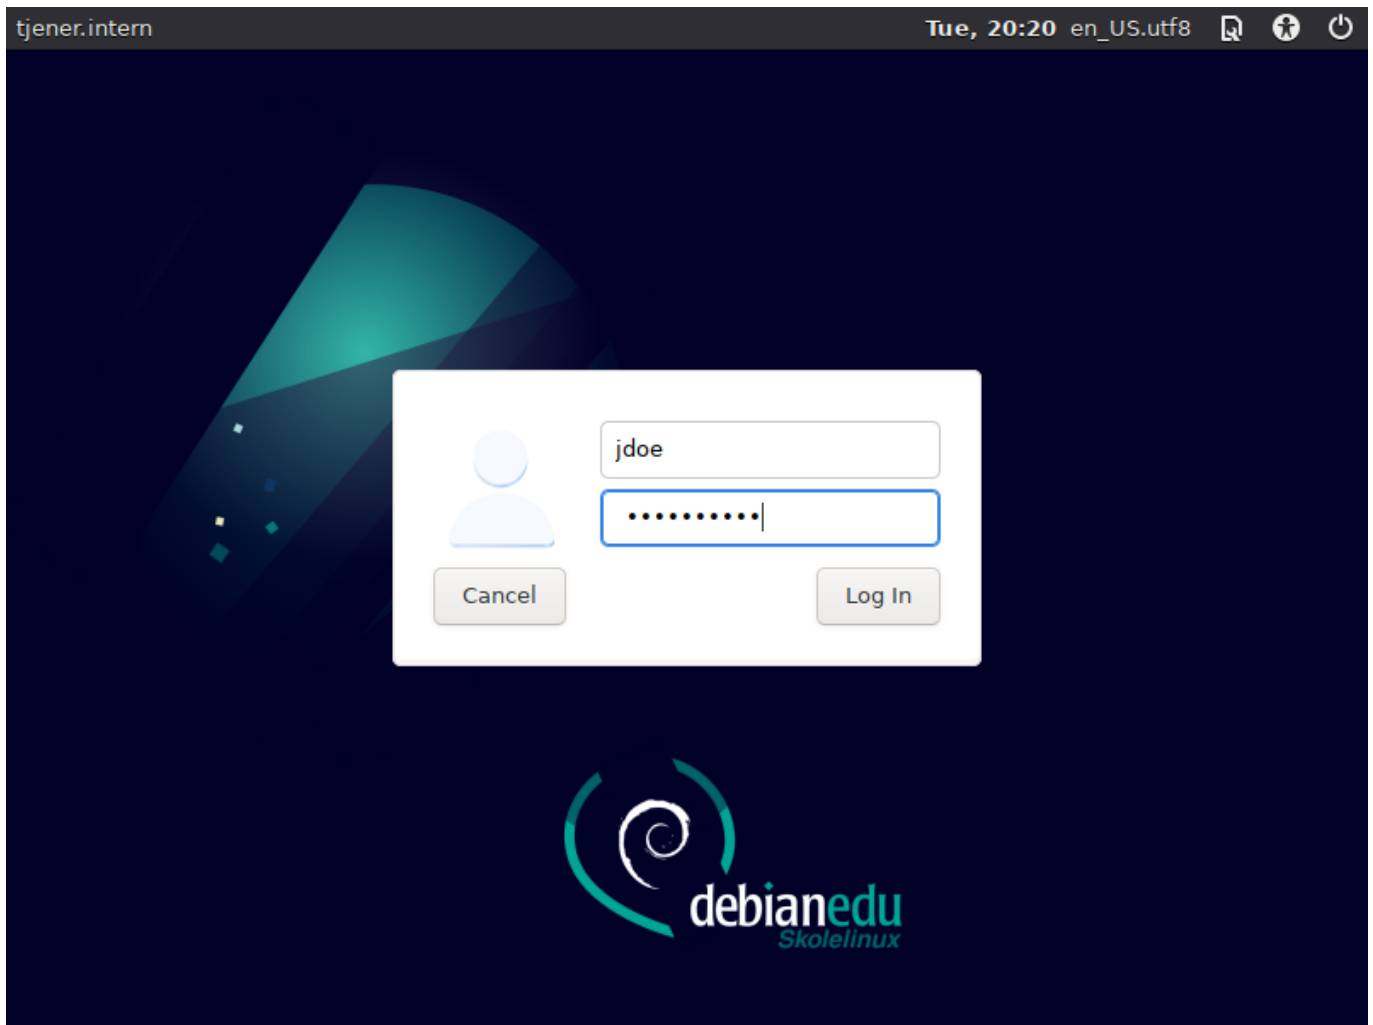 tjener.intern
Tue, 20:20 en_US.utf8
jdoe
••••••••••
Cancel
Log In
debianedu
Skolelinux